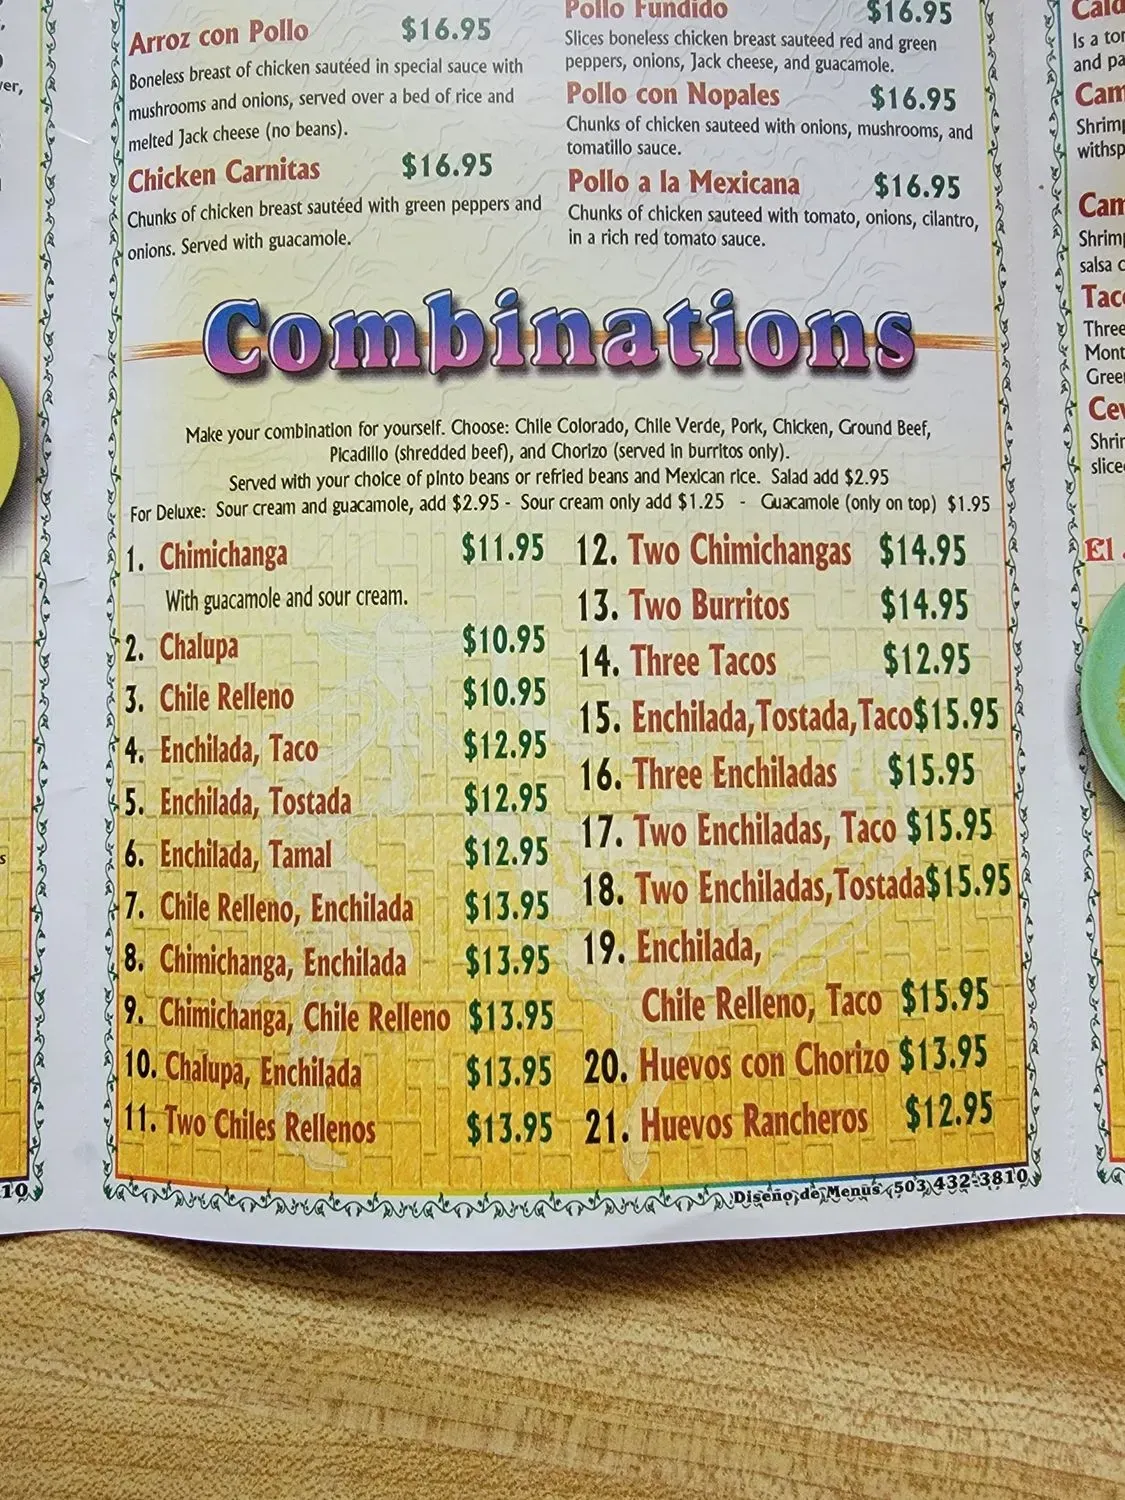 Arroz con Pollo $16.95
Boneless breast of chicken sautéed in special sauce with
mushrooms and onions, served over a bed of rice and
melted Jack cheese (no beans).
Chicken Carnitas $16.95
Chunks of chicken breast sautéed with green peppers and
onions. Served with guacamole.
Pollo Fundido $16.95
Slices boneless chicken breast sauteed red and green
peppers, onions, Jack cheese, and guacamole.
Pollo con Nopales $16.95
Chunks of chicken sauteed with onions, mushrooms, and
tomatillo sauce.
Pollo a la Mexicana $16.95
Chunks of chicken sauteed with tomato, onions, cilantro,
in a rich red tomato sauce.
Combinations
Make your combination for yourself. Choose: Chile Colorado, Chile Verde, Pork, Chicken, Ground Beef,
Picadillo (shredded beef), and Chorizo (served in burritos only).
Served with your choice of pinto beans or refried beans and Mexican rice. Salad add $2.95
For Deluxe: Sour cream and guacamole, add $2.95 - Sour cream only add $1.25 - Guacamole (only on top) $1.95
1. Chimichanga $11.95
With guacamole and sour cream.
2. Chalupa $10.95
3. Chile Relleno $10.95
4. Enchilada, Taco $12.95
5. Enchilada, Tostada $12.95
6. Enchilada, Tamal $12.95
7. Chile Relleno, Enchilada $13.95
8. Chimichanga, Enchilada $13.95
9. Chimichanga, Chile Relleno $13.95
10. Chalupa, Enchilada $13.95
11. Two Chiles Rellenos $13.95
12. Two Chimichangas $14.95
13. Two Burritos $14.95
14. Three Tacos $12.95
15. Enchilada, Tostada, Taco $15.95
16. Three Enchiladas $15.95
17. Two Enchiladas, Taco $15.95
18. Two Enchiladas, Tostada $15.95
19. Enchilada,
Chile Relleno, Taco $15.95
20. Huevos con Chorizo $13.95
21. Huevos Rancheros $12.95
Diseño de Menus 503 432-3810
Is a
and
Three
El
10